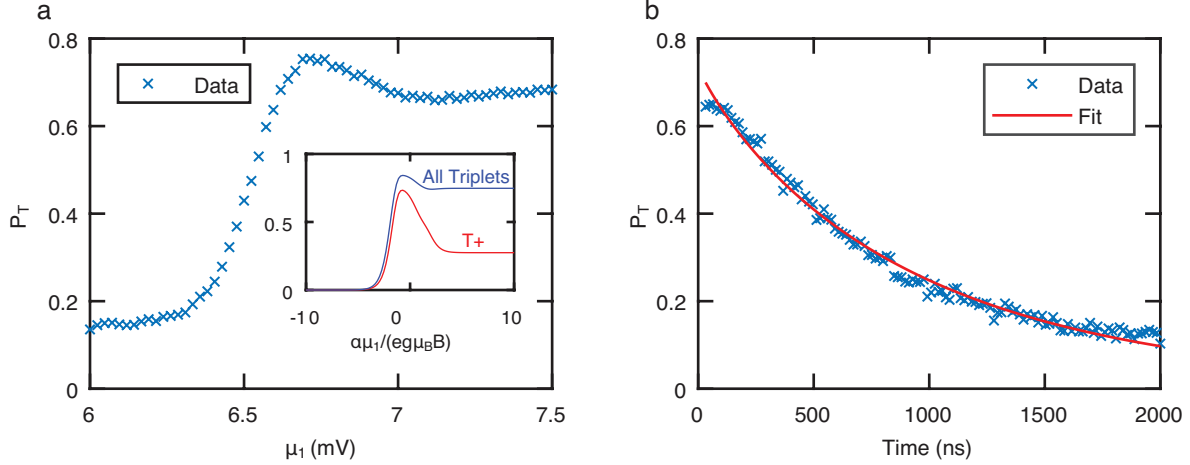 a
0.8
0.6
0.4
0.2
0
P_T
6
6.5
7
7.5
μ₁ (mV)
Data
1
0.5
0
-10
0
10
αμ₁/(egμ_BB)
All Triplets
T+
b
0.8
0.6
0.4
0.2
0
P_T
0
500
1000
1500
2000
Time (ns)
Data
Fit